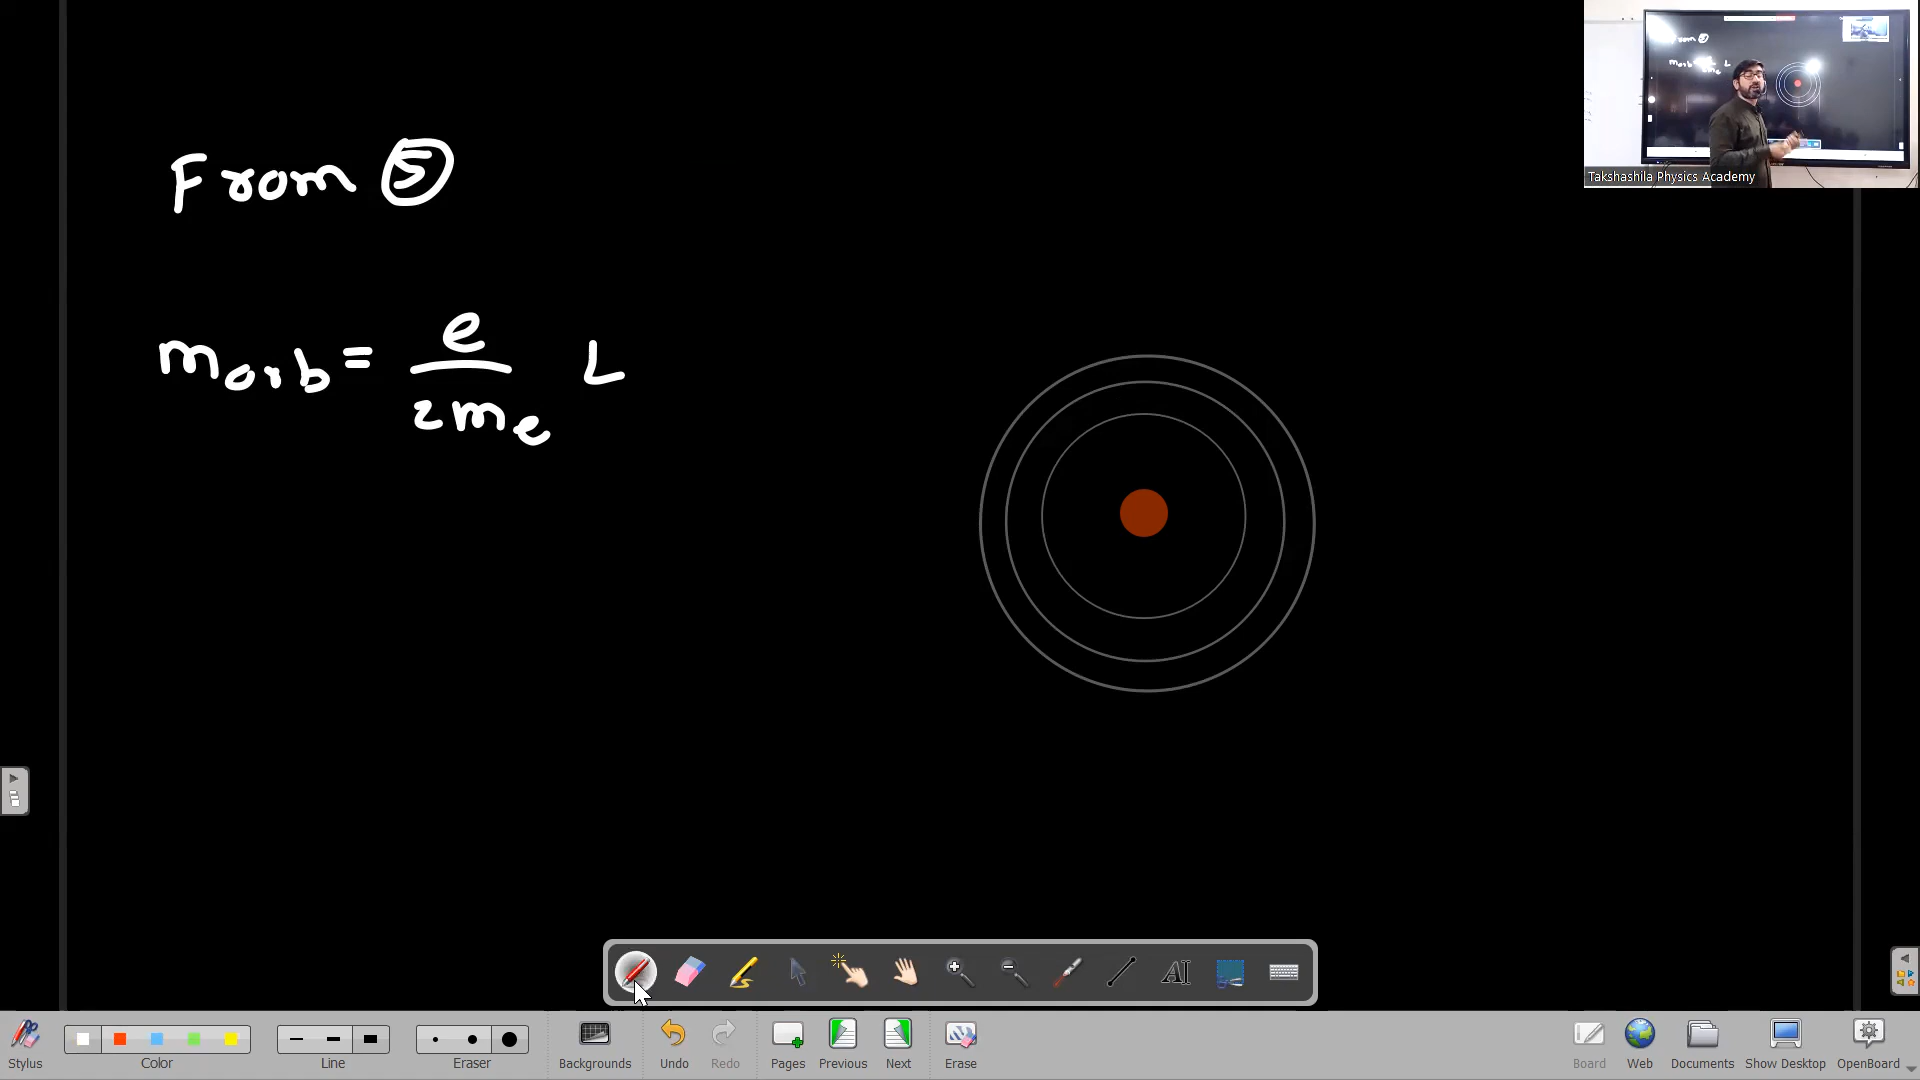 From ⑤
m_orb = e/2m_e L
Takshashila Physics Academy
Stylus
Color
Line
Eraser
Backgrounds
Undo
Redo
Pages
Previous
Next
Erase
Board
Web
Documents
Show Desktop
OpenBoard
AI